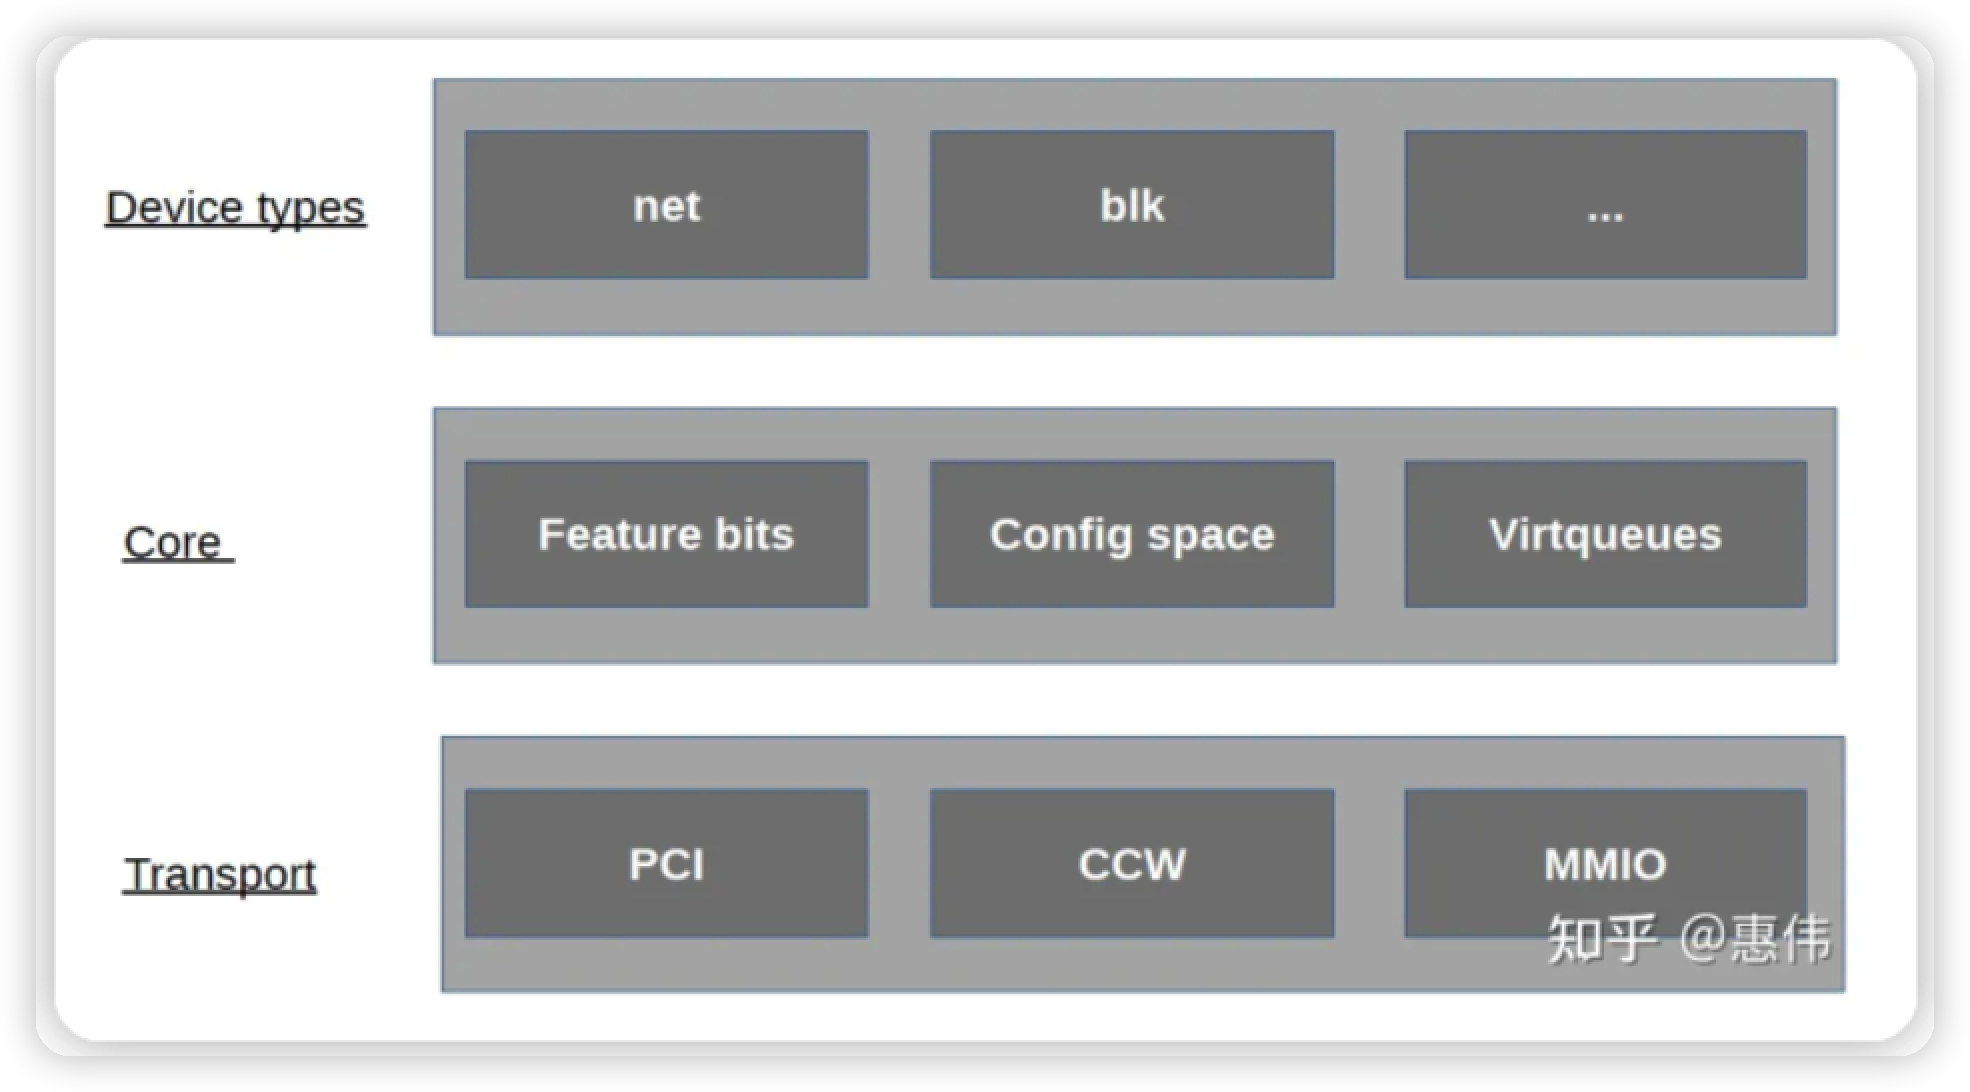 Device types
net
blk
...
Core
Feature bits
Config space
Virtqueues
Transport
PCI
CCW
MMIO
知乎 @惠伟